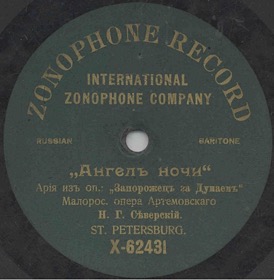 ZONOPHONE RECORD
INTERNATIONAL
ZONOPHONE COMPANY
RUSSIAN
BARITONE
„Ангелъ ночи“
Арія изъ оп.: „Запорожецъ за Дунаемъ“
Малорос. опера Артемовскаго
Н. Г. Сѣверскій.
ST. PETERSBURG.
X-62431